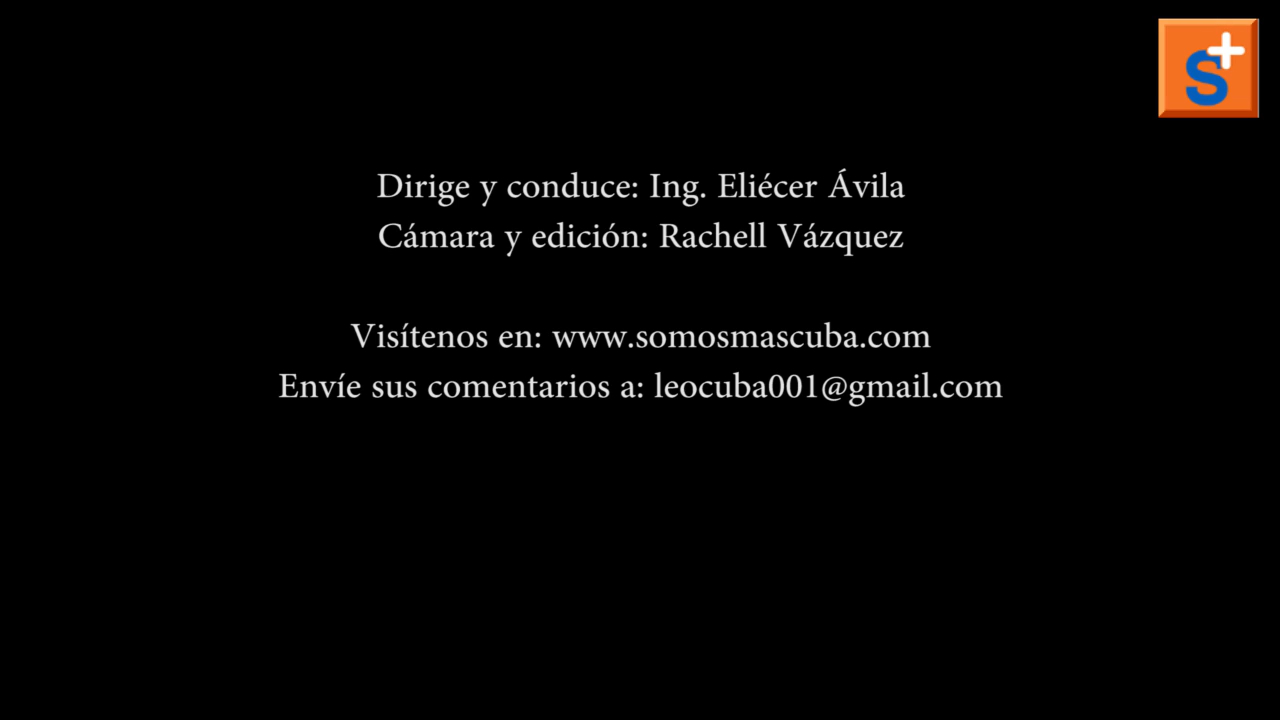 S+
Dirige y conduce: Ing. Eliécer Ávila
Cámara y edición: Rachell Vázquez
Visítenos en: www.somosmascuba.com
Envíe sus comentarios a: leocuba001@gmail.com